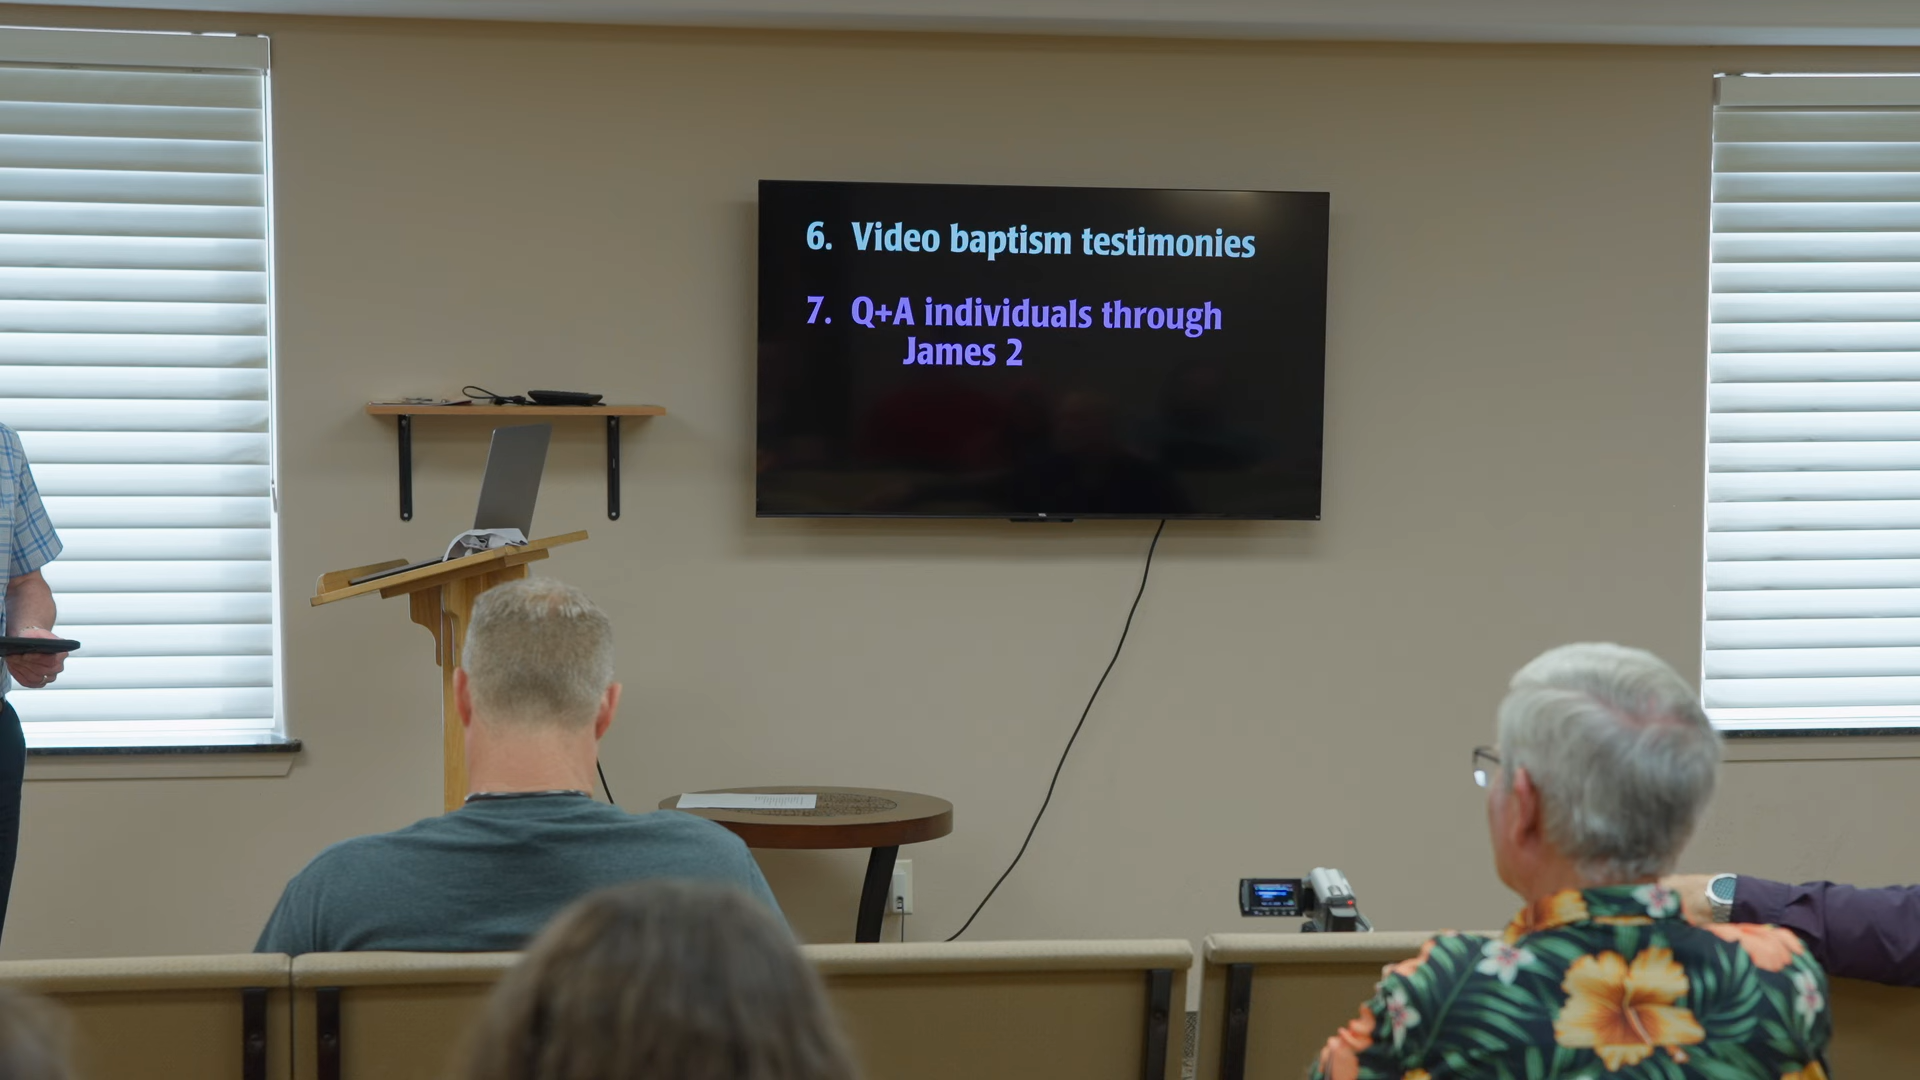 6. Video baptism testimonies
7. Q+A individuals through
James 2